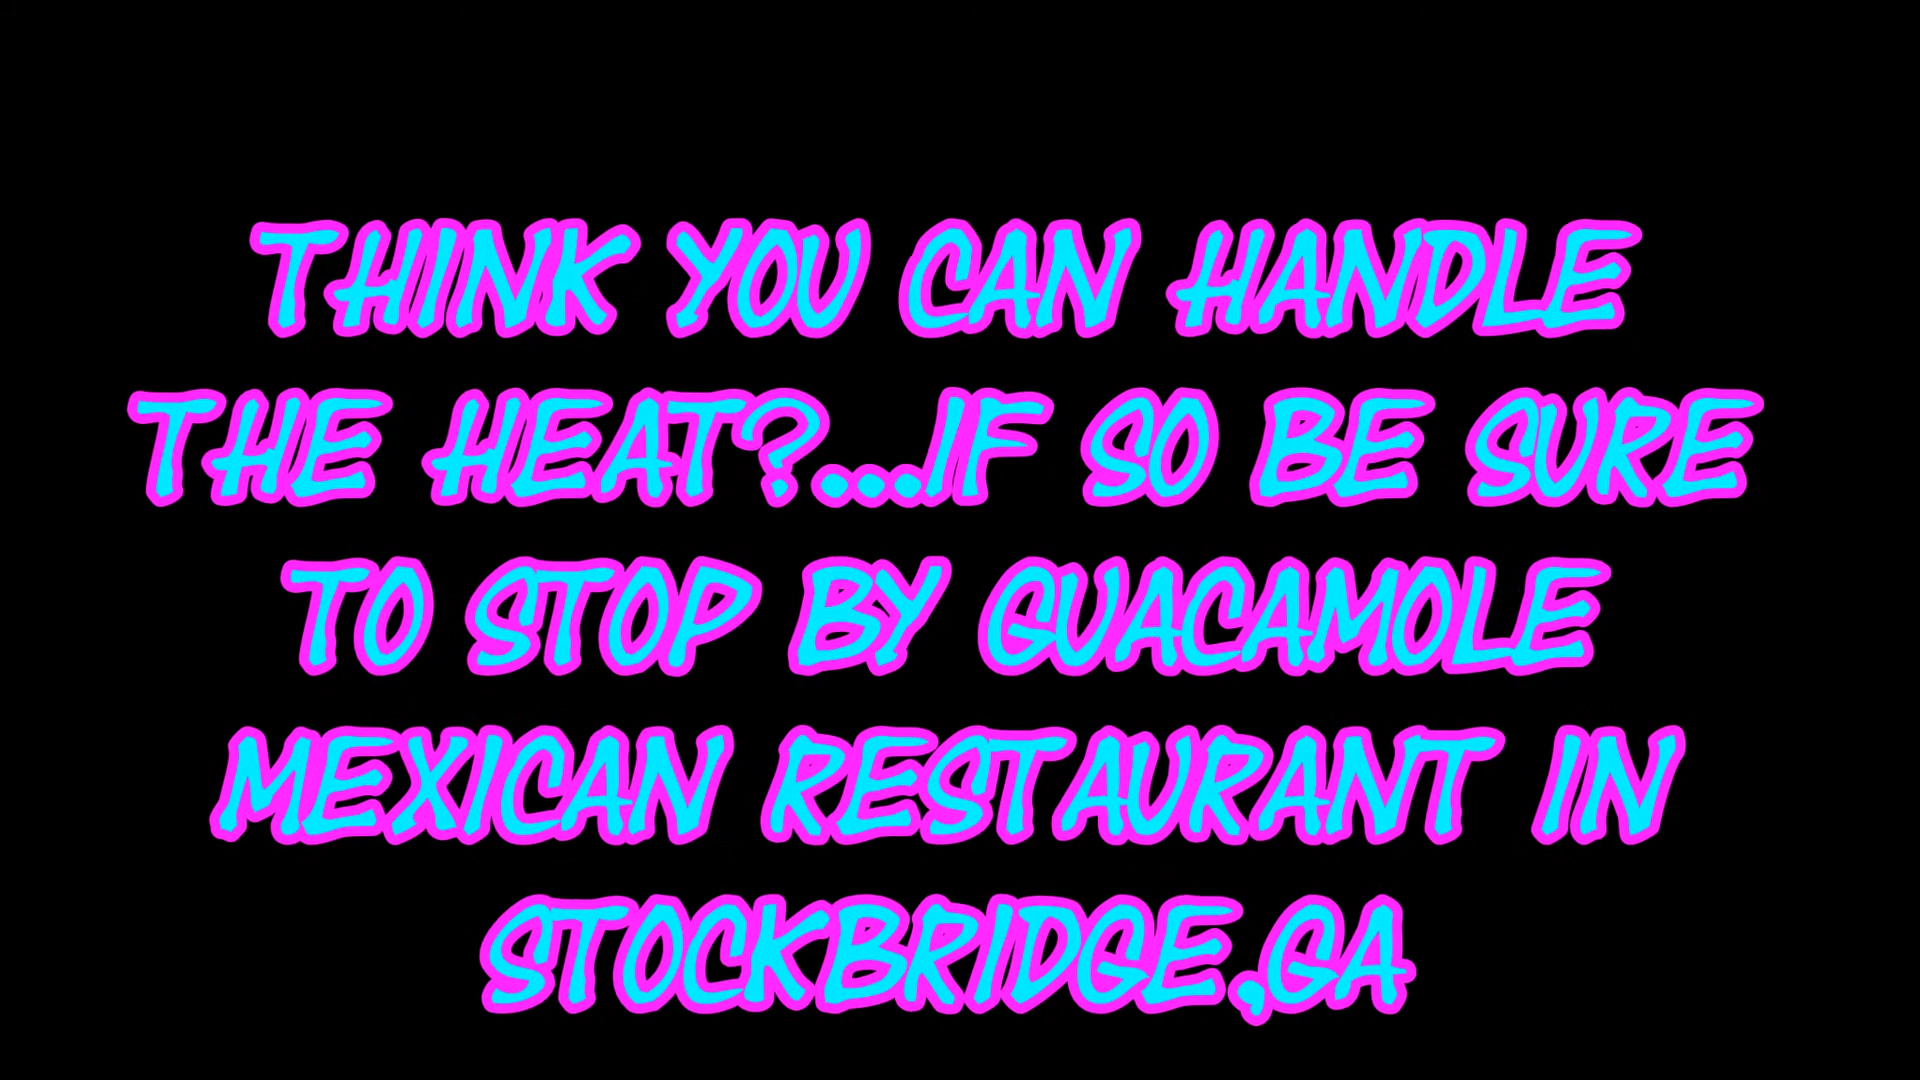 THINK YOU CAN HANDLE
THE HEAT?...IF SO BE SURE
TO STOP BY GUACAMOLE
MEXICAN RESTAURANT IN
STOCKBRIDGE,GA